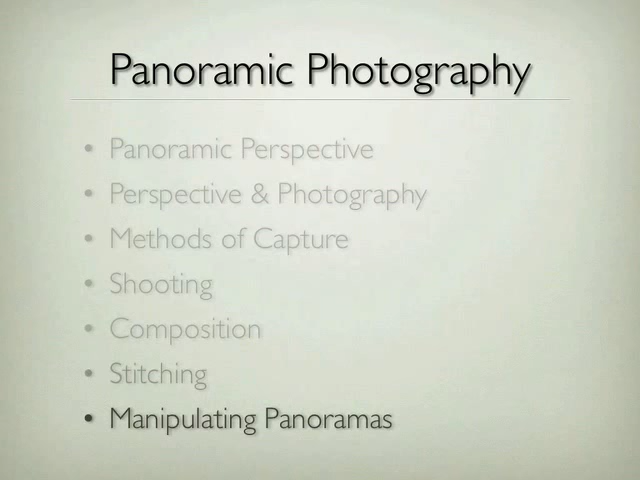 Panoramic Photography
• Panoramic Perspective
• Perspective & Photography
• Methods of Capture
• Shooting
• Composition
• Stitching
• Manipulating Panoramas